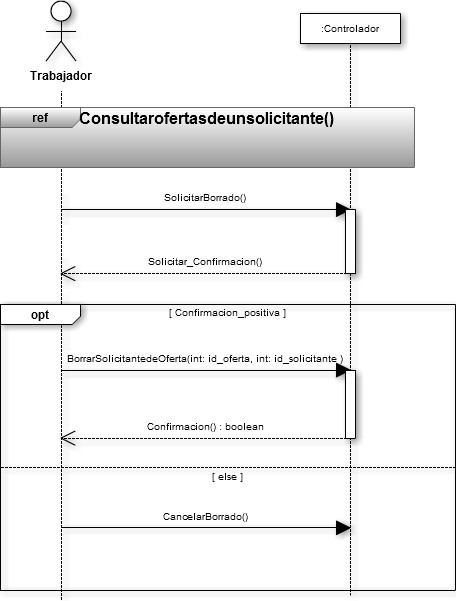 Trabajador
:Controlador
ref
Consultarofertasdeunsolicitante()
SolicitarBorrado()
Solicitar_Confirmacion()
opt
[ Confirmacion_positiva ]
BorrarSolicitantedeOferta(int: id_oferta, int: id_solicitante )
Confirmacion() : boolean
[ else ]
CancelarBorrado()